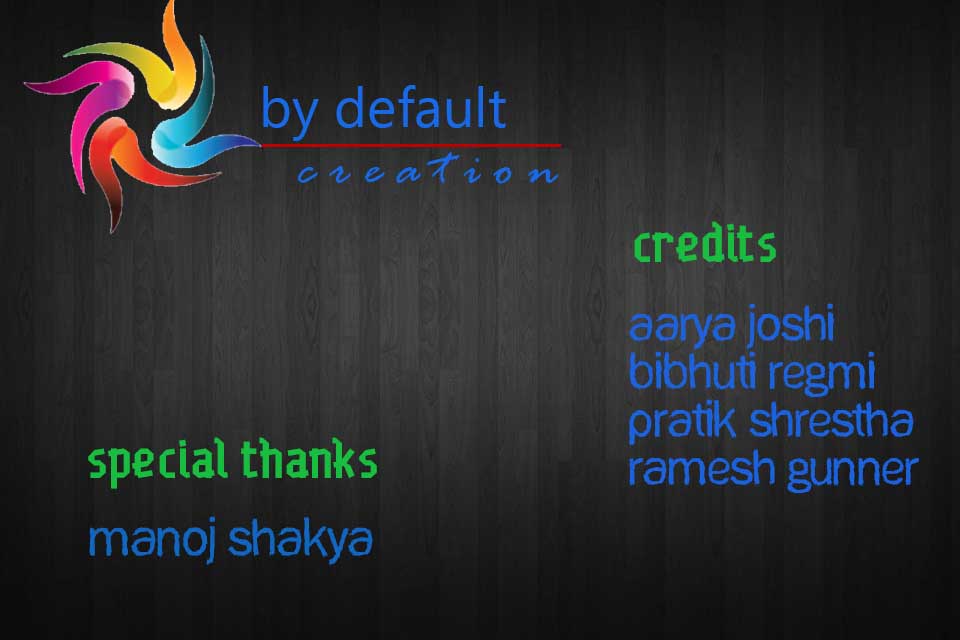 by default
creation
credits
aarya joshi
bibhuti regmi
pratik shrestha
ramesh gunner
special thanks
manoj shakya